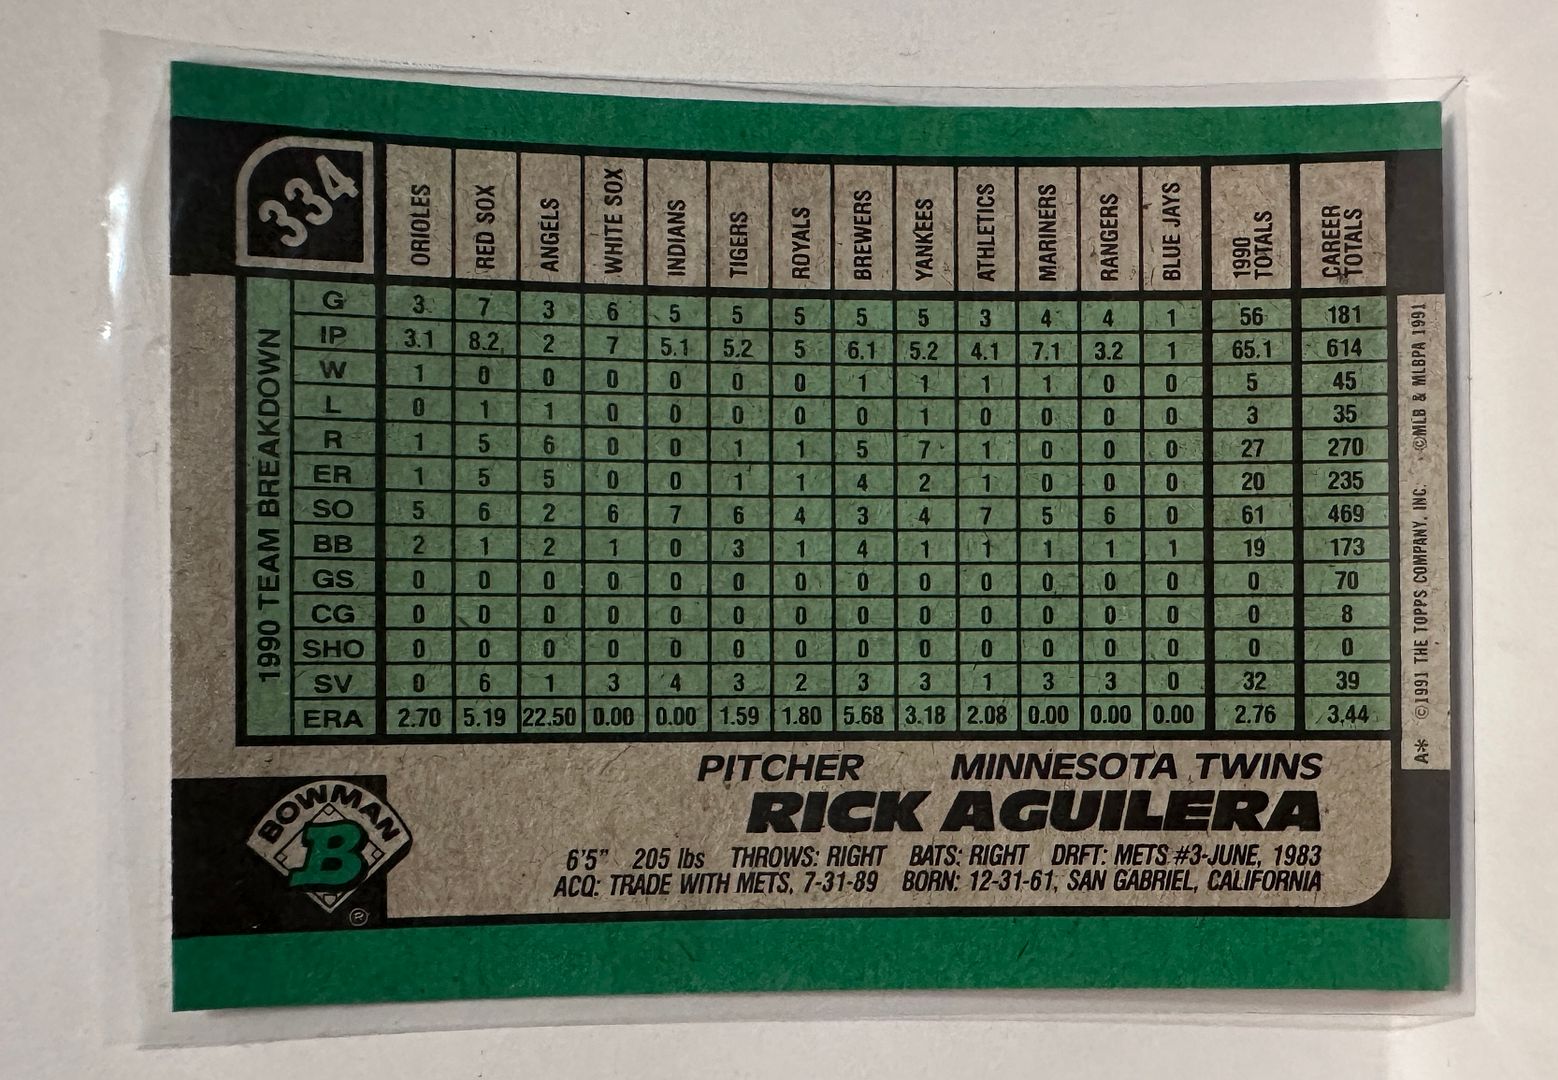 334
ORIOLES RED SOX ANGELS WHITE SOX INDIANS TIGERS ROYALS BREWERS YANKEES ATHLETICS MARINERS RANGERS BLUE JAYS 1990 TOTALS CAREER TOTALS
1990 TEAM BREAKDOWN
G 3 7 3 6 5 5 5 5 5 3 4 4 1 56 181
IP 3.1 8.2 2 7 5.1 5.2 5 6.1 5.2 4.1 7.1 3.2 1 65.1 614
W 1 0 0 0 0 0 0 1 1 1 1 0 0 5 45
L 0 1 1 0 0 0 0 0 1 0 0 0 0 3 35
R 1 5 6 0 0 1 1 5 7 1 0 0 0 27 270
ER 1 5 5 0 0 1 1 4 2 1 0 0 0 20 235
SO 5 6 2 6 7 6 4 3 4 7 5 6 0 61 469
BB 2 1 2 1 0 3 1 4 1 1 1 1 1 19 173
GS 0 0 0 0 0 0 0 0 0 0 0 0 0 0 70
CG 0 0 0 0 0 0 0 0 0 0 0 0 0 0 8
SHO 0 0 0 0 0 0 0 0 0 0 0 0 0 0 0
SV 0 6 1 3 4 3 2 3 3 1 3 3 0 32 39
ERA 2.70 5.19 22.50 0.00 0.00 1.59 1.80 5.68 3.18 2.08 0.00 0.00 0.00 2.76 3.44
A* ©1991 THE TOPPS COMPANY, INC. ©MLB & MLBPA 1991
PITCHER MINNESOTA TWINS
RICK AGUILERA
6'5" 205 lbs THROWS: RIGHT BATS: RIGHT DRFT: METS #3-JUNE, 1983
ACQ: TRADE WITH METS, 7-31-89 BORN: 12-31-61, SAN GABRIEL, CALIFORNIA
BOWMAN
B
®